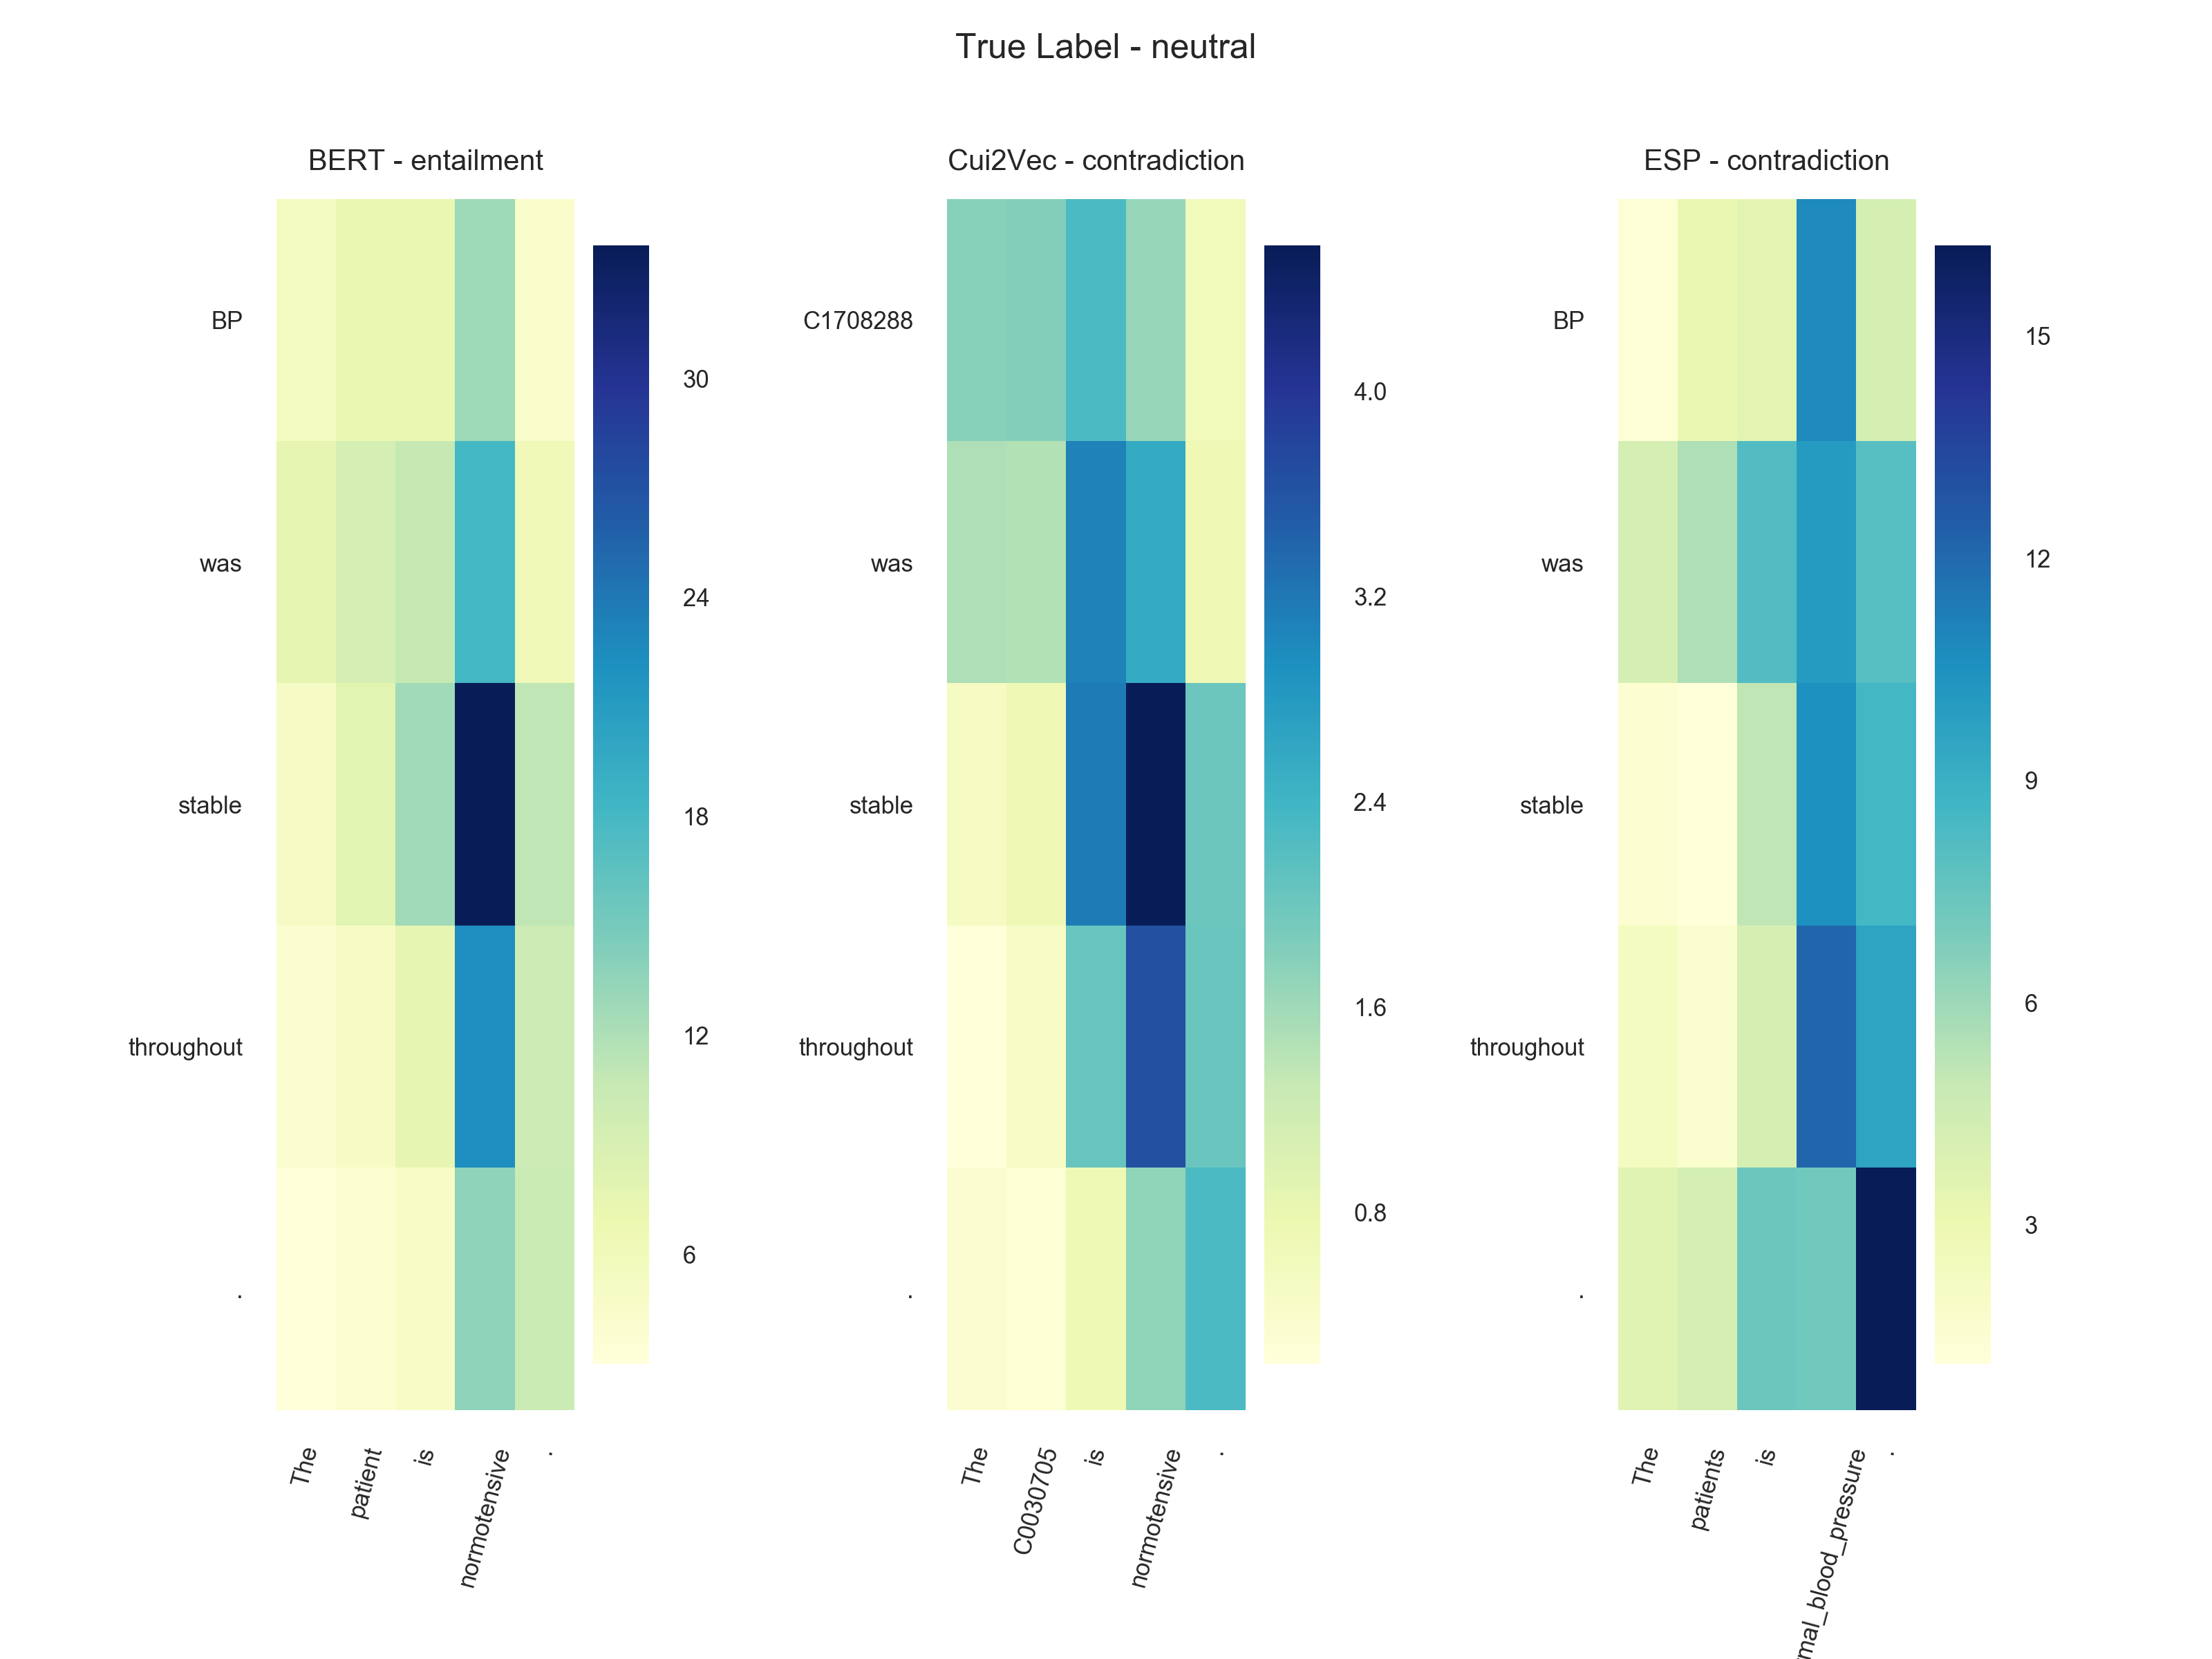 True Label - neutral
BERT - entailment
BP
was
stable
throughout
.
The
patient
is
normotensive
.
30
24
18
12
6
Cui2Vec - contradiction
C1708288
was
stable
throughout
.
The
C0030705
is
normotensive
.
4.0
3.2
2.4
1.6
0.8
ESP - contradiction
BP
was
stable
throughout
.
The
patients
is
mal_blood_pressure
.
15
12
9
6
3